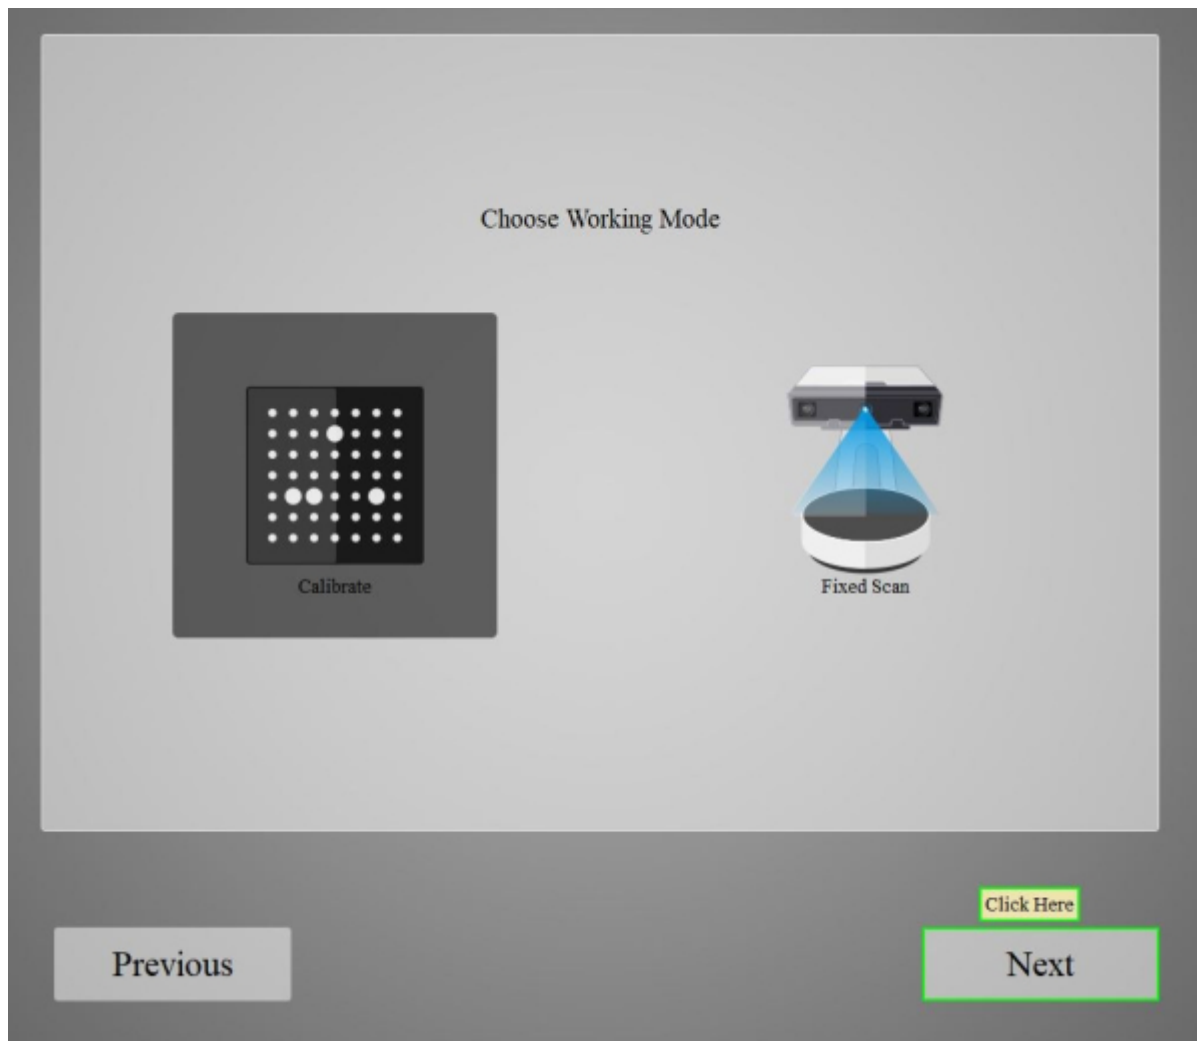 Choose Working Mode
Calibrate
Fixed Scan
Click Here
Previous
Next